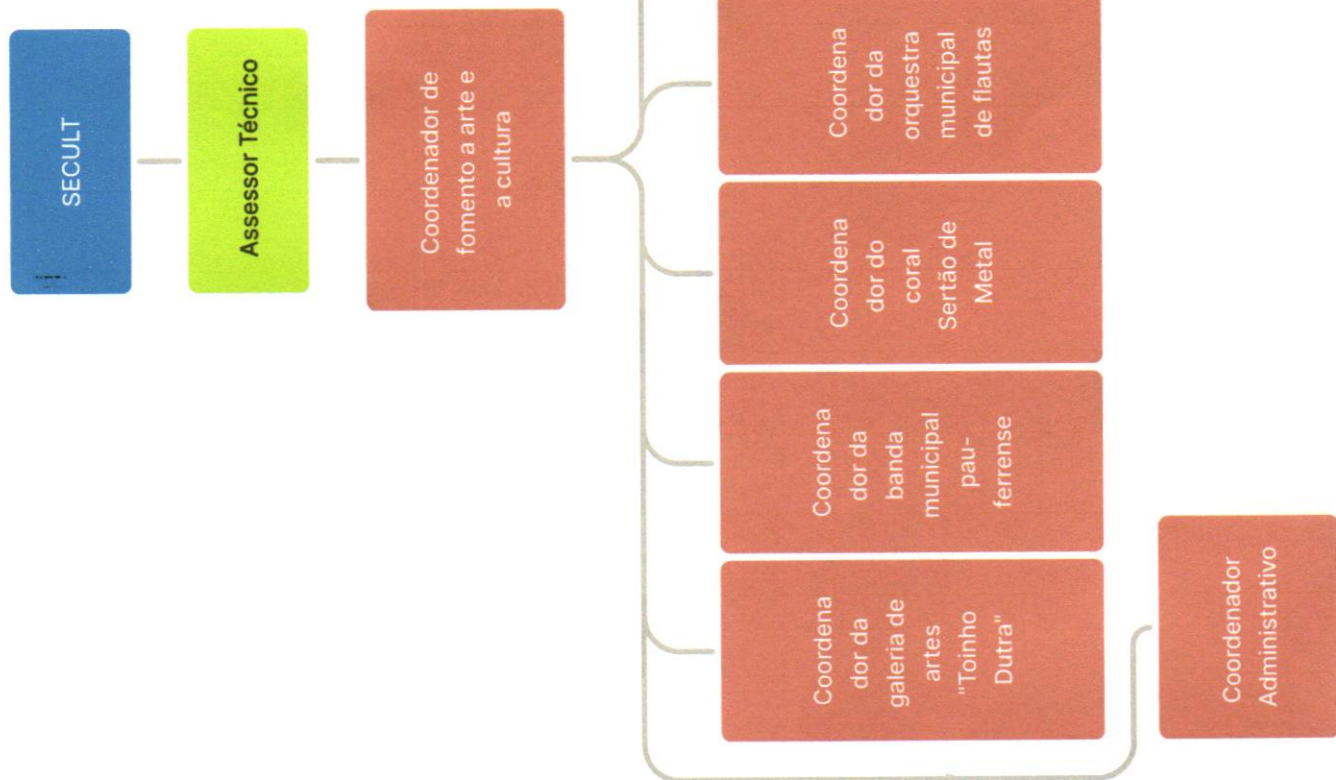 SECULT
Assessor Técnico
Coordenador de
fomento a arte e
a cultura
Coordena
dor da
galeria de
artes
"Toinho
Dutra"
Coordena
dor da
banda
municipal
pau-
ferrense
Coordena
dor do
coral
Sertão de
Metal
Coordena
dor da
orquestra
municipal
de flautas
Coordenador
Administrativo